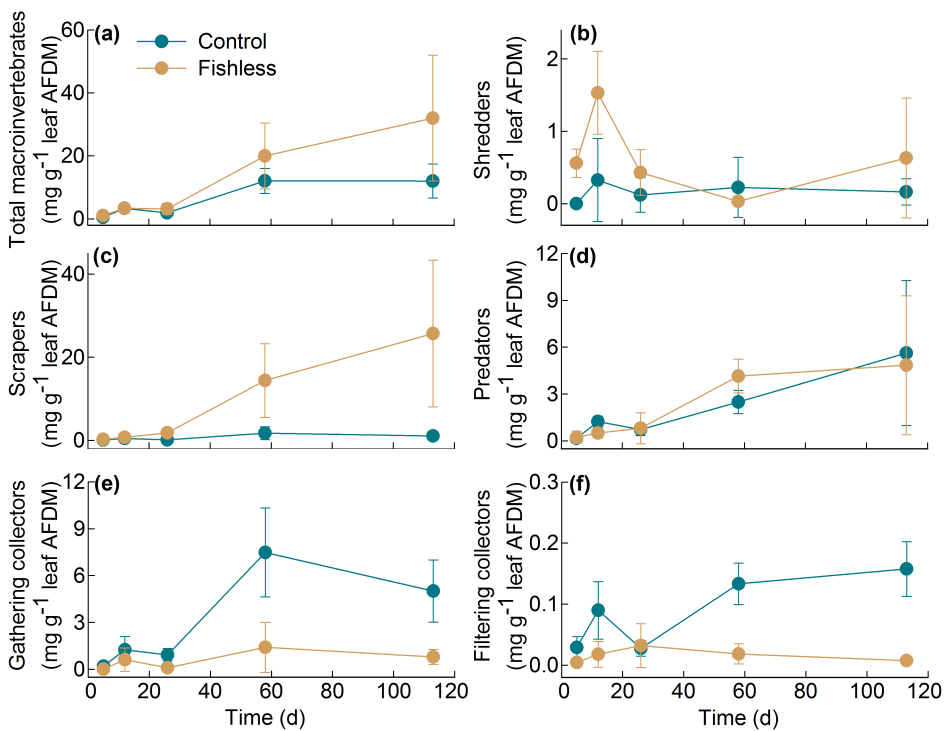 (a)
Control
Fishless
Total macroinvertebrates
(mg g⁻¹ leaf AFDM)
60
40
20
0
(b)
Shredders
(mg g⁻¹ leaf AFDM)
2
1
0
(c)
Scrapers
(mg g⁻¹ leaf AFDM)
40
20
0
(d)
Predators
(mg g⁻¹ leaf AFDM)
12
9
6
3
0
(e)
Gathering collectors
(mg g⁻¹ leaf AFDM)
12
9
6
3
0
0 20 40 60 80 100 120
Time (d)
(f)
Filtering collectors
(mg g⁻¹ leaf AFDM)
0.3
0.2
0.1
0.0
0 20 40 60 80 100 120
Time (d)